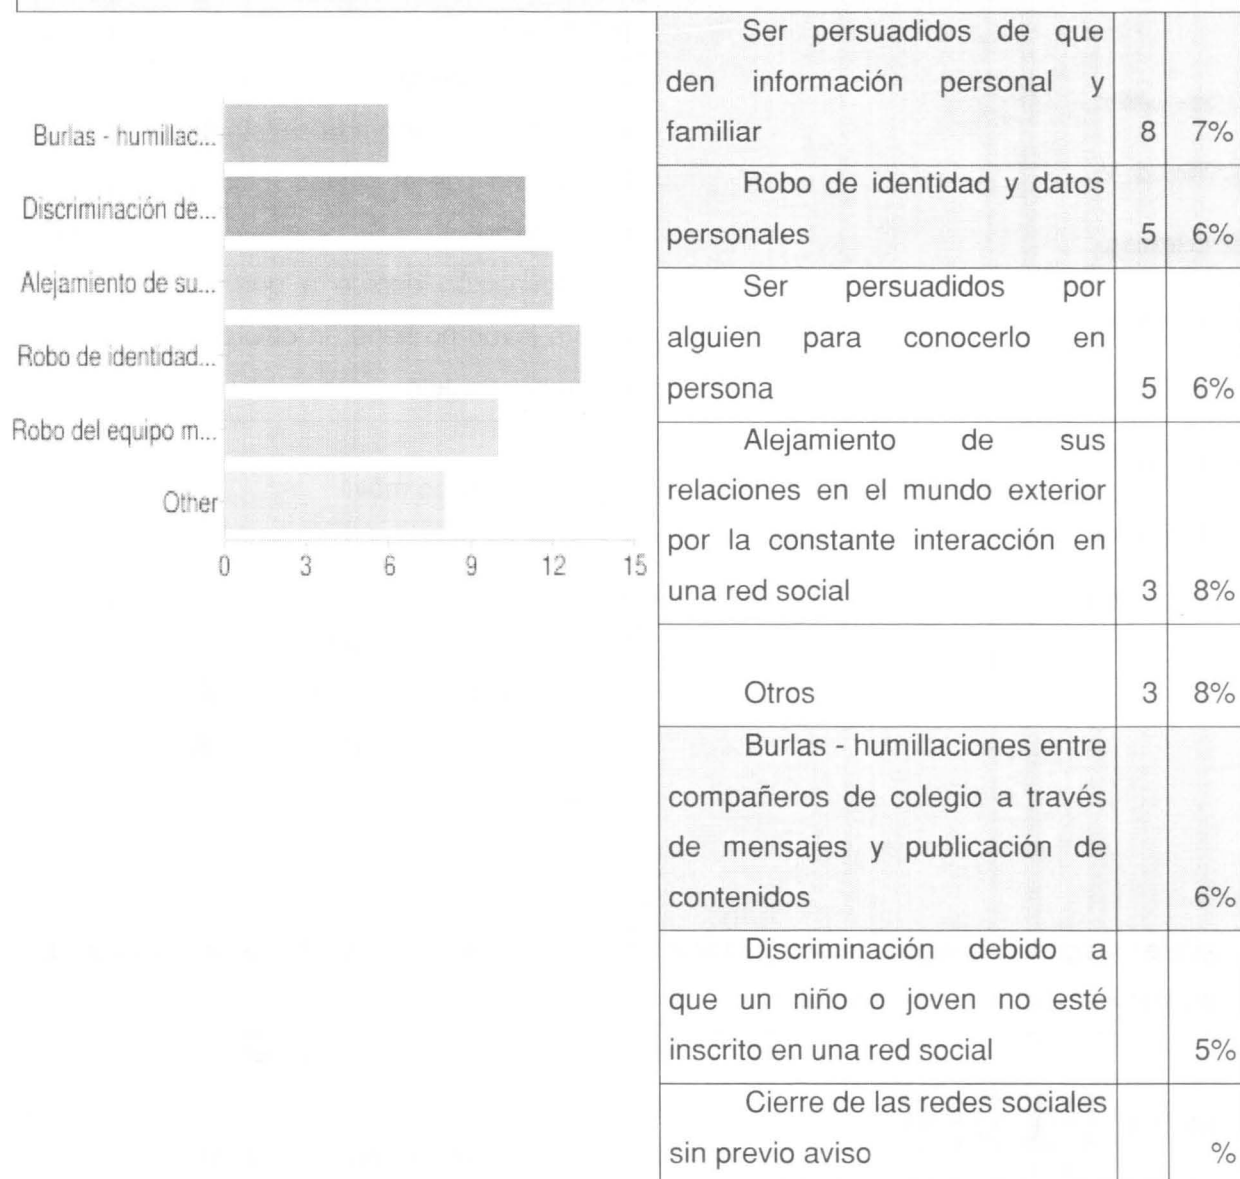 Burlas - humillac...
Discriminación de...
Alejamiento de su...
Robo de identidad...
Robo del equipo m...
Other
0 3 6 9 12 15
Ser persuadidos de que
den información personal y
familiar 8 7%
Robo de identidad y datos
personales 5 6%
Ser persuadidos por
alguien para conocerlo en
persona 5 6%
Alejamiento de sus
relaciones en el mundo exterior
por la constante interacción en
una red social 3 8%
Otros 3 8%
Burlas - humillaciones entre
compañeros de colegio a través
de mensajes y publicación de
contenidos 6%
Discriminación debido a
que un niño o joven no esté
inscrito en una red social 5%
Cierre de las redes sociales
sin previo aviso %